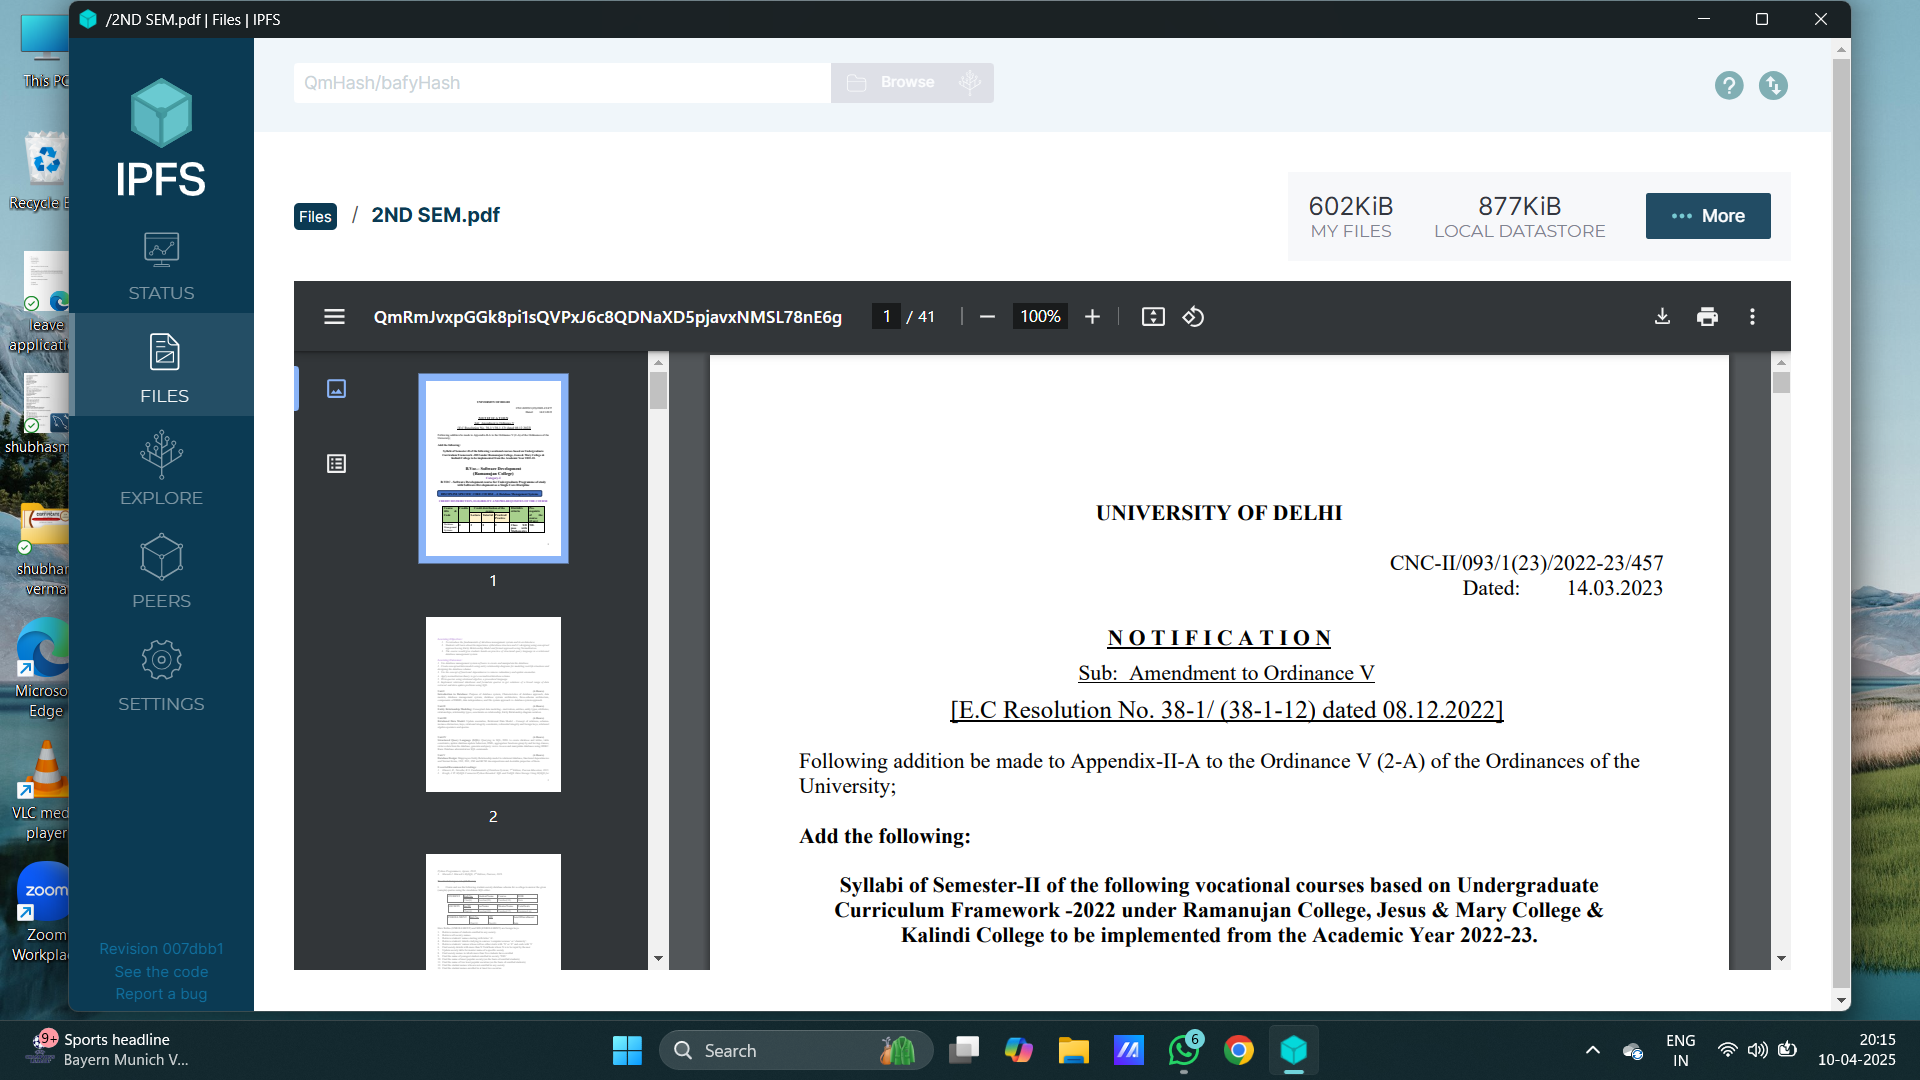 /2ND SEM.pdf | Files | IPFS
This PC
Recycle B
leave
applicati
shubhasm
shubhan
verma
Microso
Edge
VLC med
player
zoom
Zoom
Workpla
IPFS
STATUS
FILES
EXPLORE
PEERS
SETTINGS
Revision 007dbb1
See the code
Report a bug
QmHash/bafyHash
Browse
Files / 2ND SEM.pdf
602KiB
MY FILES
877KiB
LOCAL DATASTORE
More
QmRmJvxpGGk8pi1sQVPxJ6c8QDNaXD5pjavxNMSL78nE6g
1 / 41
100%
1
2
UNIVERSITY OF DELHI
CNC-II/093/1(23)/2022-23/457
Dated: 14.03.2023
N O T I F I C A T I O N
Sub: Amendment to Ordinance V
[E.C Resolution No. 38-1/ (38-1-12) dated 08.12.2022]
Following addition be made to Appendix-II-A to the Ordinance V (2-A) of the Ordinances of the
University;
Add the following:
Syllabi of Semester-II of the following vocational courses based on Undergraduate
Curriculum Framework -2022 under Ramanujan College, Jesus & Mary College &
Kalindi College to be implemented from the Academic Year 2022-23.
9+
Sports headline
Bayern Munich V...
Search
6
ENG
IN
20:15
10-04-2025